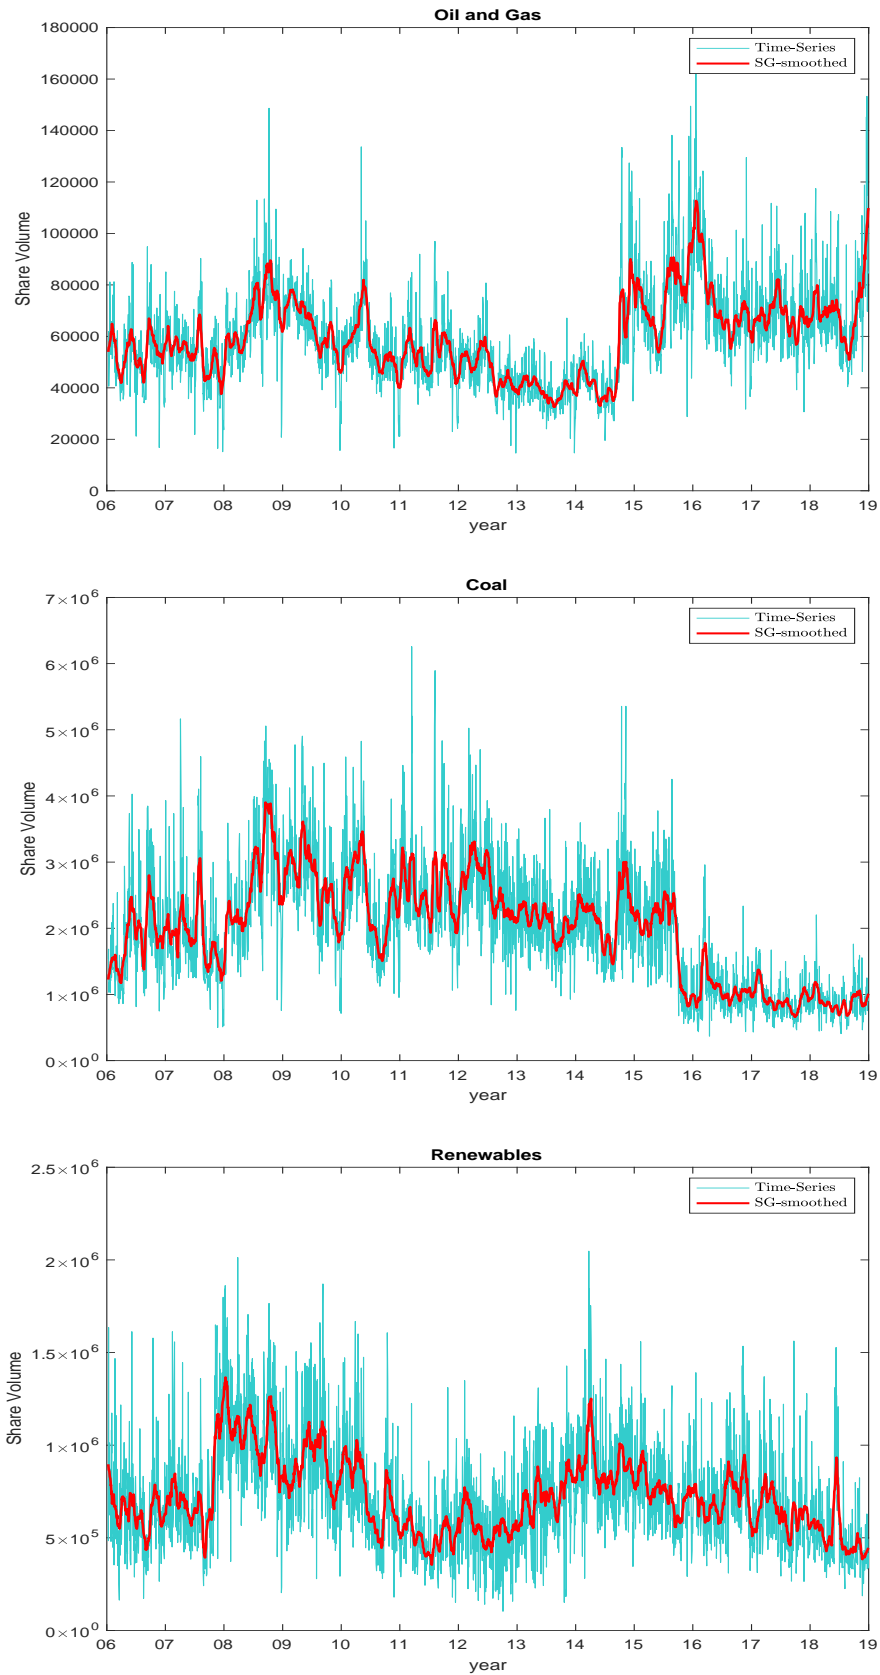 Oil and Gas
180000
160000
140000
120000
100000
80000
60000
40000
20000
0
Share Volume
Time-Series
SG-smoothed
06 07 08 09 10 11 12 13 14 15 16 17 18 19
year
Coal
7×10^6
6×10^6
5×10^6
4×10^6
3×10^6
2×10^6
1×10^6
0×10^0
Share Volume
Time-Series
SG-smoothed
06 07 08 09 10 11 12 13 14 15 16 17 18 19
year
Renewables
2.5×10^6
2×10^6
1.5×10^6
1×10^6
5×10^5
0×10^0
Share Volume
Time-Series
SG-smoothed
06 07 08 09 10 11 12 13 14 15 16 17 18 19
year